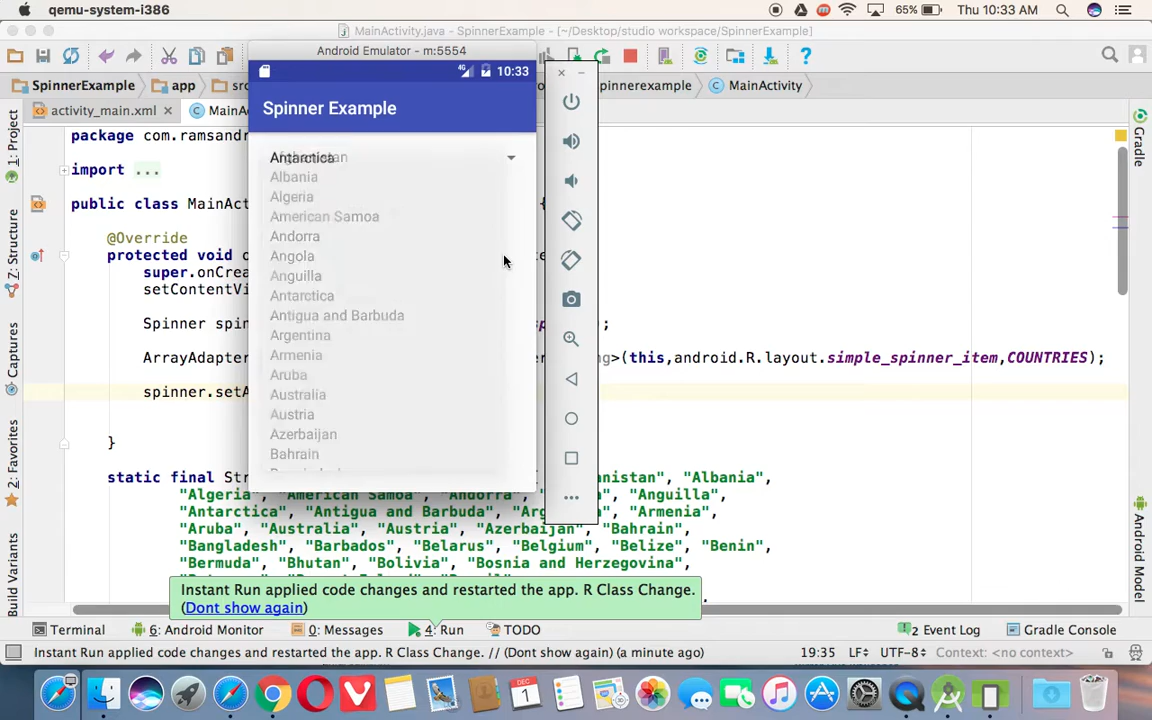 qemu-system-i386
65%
Thu 10:33 AM
MainActivity.java - SpinnerExample - [~/Desktop/studio workspace/SpinnerExample]
Android Emulator - m:5554
SpinnerExample
app
pinnerexample
MainActivity
activity_main.xml
4G
10:33
Spinner Example
package com.ramsandr
import ...
public class MainAct
{
@Override
protected void o
super.onCrea
setContentVi
Spinner spin
);
ArrayAdapter
>(this,android.R.layout.simple_spinner_item,COUNTRIES);
spinner.setA
}
Afghanistan
Antarctica
Albania
Algeria
American Samoa
Andorra
Angola
Anguilla
Antarctica
Antigua and Barbuda
Argentina
Armenia
Aruba
Australia
Austria
Azerbaijan
Bahrain
static final Str
nistan", "Albania",
"Algeria", "American Samoa", "Andorra", "Anguilla",
"Antarctica", "Antigua and Barbuda", "Armenia",
"Aruba", "Australia", "Austria", "Azerbaijan", "Bahrain",
"Bangladesh", "Barbados", "Belarus", "Belgium", "Belize", "Benin",
"Bermuda", "Bhutan", "Bolivia", "Bosnia and Herzegovina",
Instant Run applied code changes and restarted the app. R Class Change.
(Dont show again)
1: Project
7: Structure
Captures
2: Favorites
Build Variants
Gradle
Android Model
Terminal
6: Android Monitor
0: Messages
4: Run
TODO
2 Event Log
Gradle Console
Instant Run applied code changes and restarted the app. R Class Change. // (Dont show again) (a minute ago)
19:35
LF÷
UTF-8÷
Context: <no context>
DEC
1